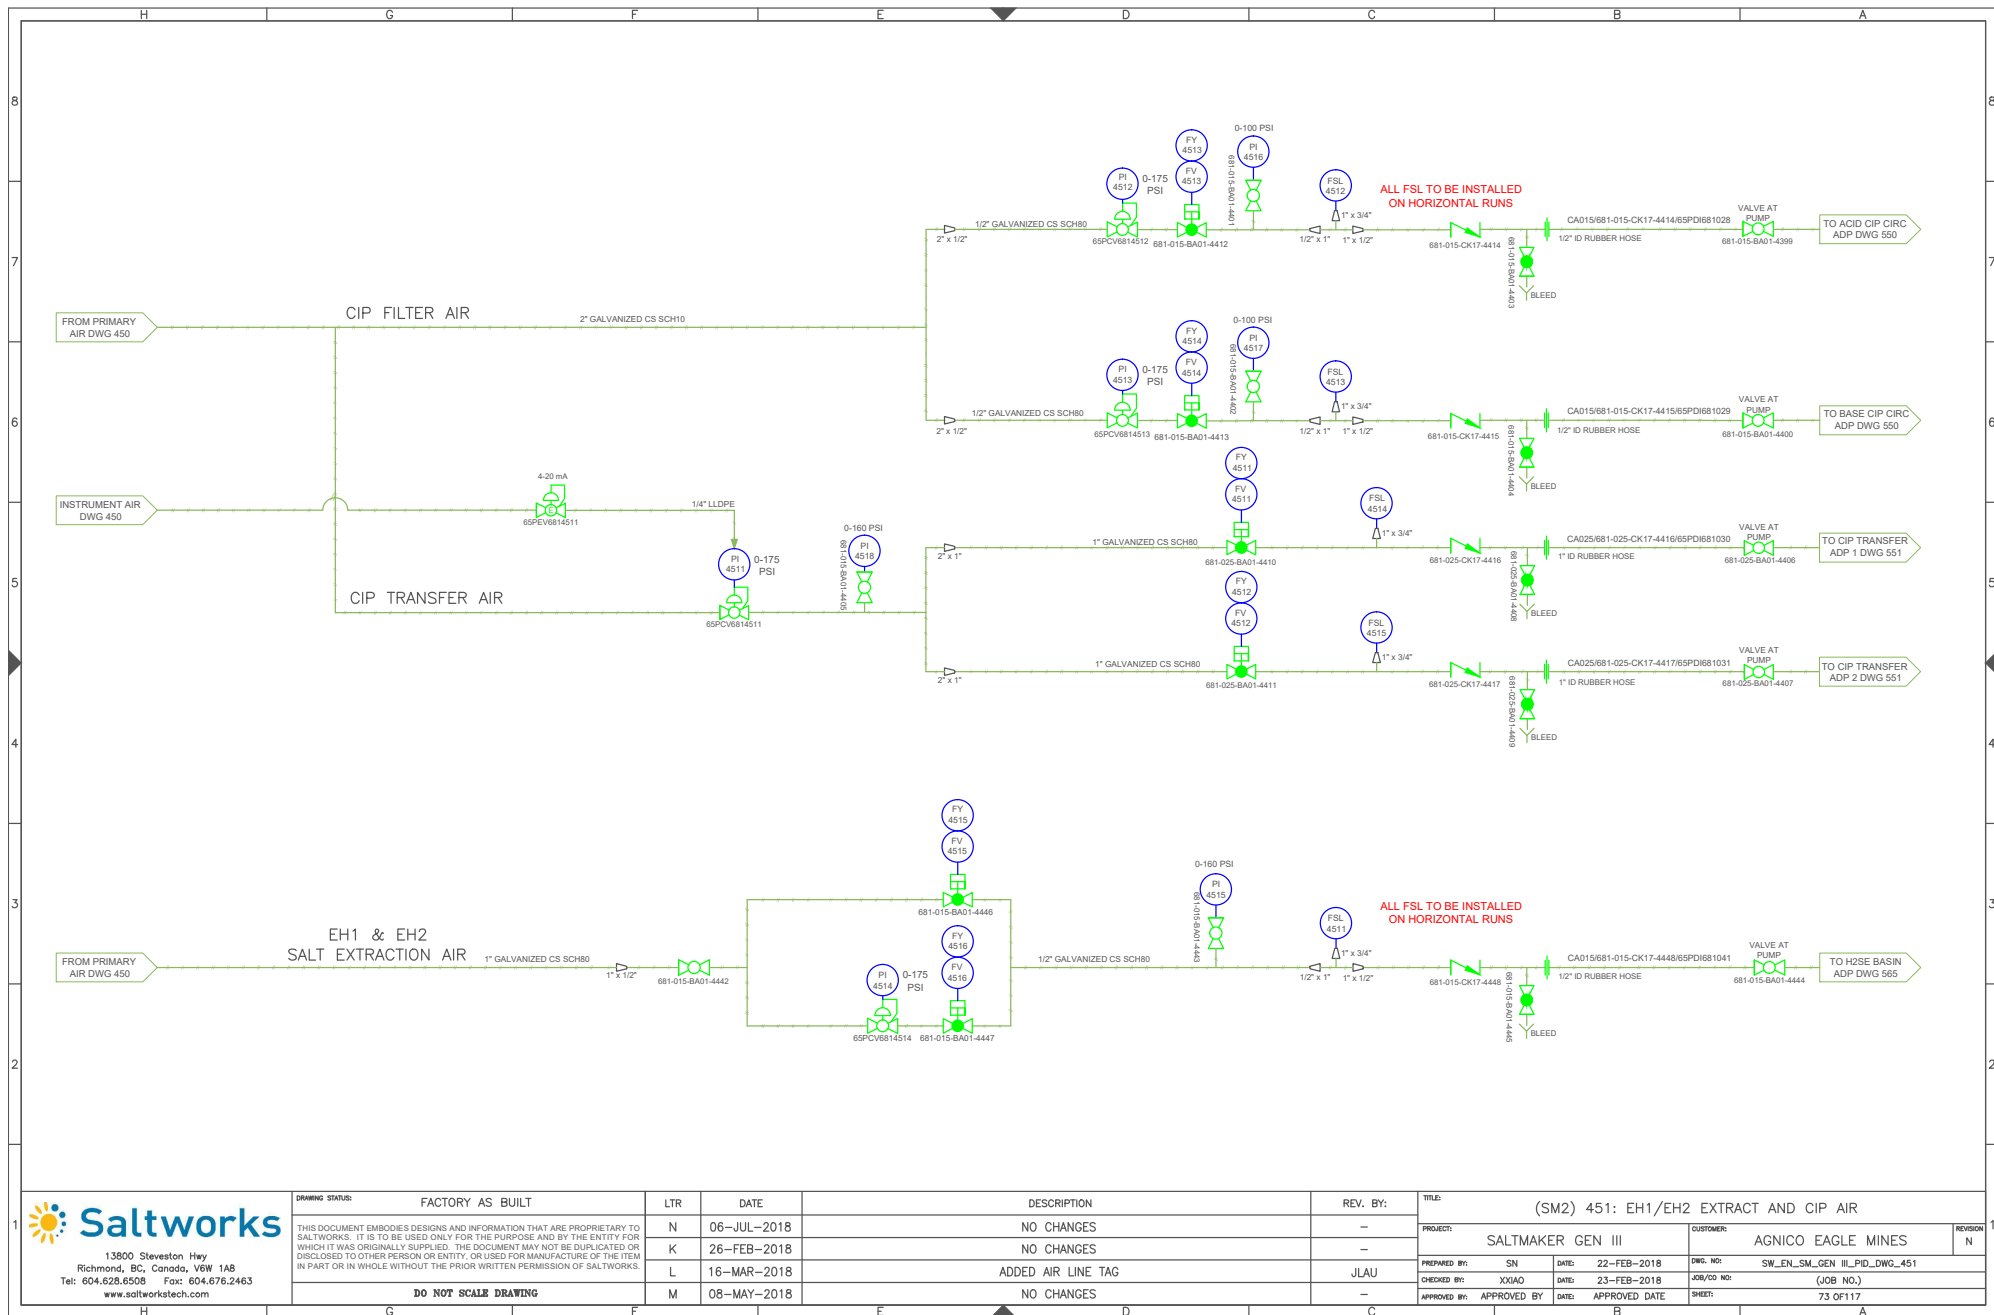 H G F E D C B A
8 8
7 7
6 6
5 5
4 4
3 3
2 2
1 1
0-100 PSI
FY
4513
PI
4516
FV
4513
PI
4512
0-175
PSI
681-015-BA01-4401
FSL
4512
ALL FSL TO BE INSTALLED
ON HORIZONTAL RUNS
1/2" GALVANIZED CS SCH80
1" x 3/4"
2" x 1/2"
65PCV6814512
681-015-BA01-4412
1/2" x 1"
1" x 1/2"
681-015-CK17-4414
CA015/681-015-CK17-4414/65PDI681028
1/2" ID RUBBER HOSE
681-015-BA01-4403
BLEED
VALVE AT
PUMP
681-015-BA01-4399
TO ACID CIP CIRC
ADP DWG 550
FROM PRIMARY
AIR DWG 450
CIP FILTER AIR
2" GALVANIZED CS SCH10
0-100 PSI
FY
4514
PI
4517
FV
4514
PI
4513
0-175
PSI
681-015-BA01-4402
FSL
4513
1/2" GALVANIZED CS SCH80
1" x 3/4"
2" x 1/2"
65PCV6814513
681-015-BA01-4413
1/2" x 1"
1" x 1/2"
681-015-CK17-4415
CA015/681-015-CK17-4415/65PDI681029
1/2" ID RUBBER HOSE
681-015-BA01-4404
BLEED
VALVE AT
PUMP
681-015-BA01-4400
TO BASE CIP CIRC
ADP DWG 550
INSTRUMENT AIR
DWG 450
4-20 mA
E
65PEV6814511
1/4" LLDPE
PI
4511
0-175
PSI
CIP TRANSFER AIR
65PCV6814511
0-160 PSI
PI
4518
681-015-BA01-4405
FY
4511
FV
4511
FSL
4514
1" GALVANIZED CS SCH80
1" x 3/4"
2" x 1"
681-025-BA01-4410
681-025-CK17-4416
CA025/681-025-CK17-4416/65PDI681030
1" ID RUBBER HOSE
681-025-BA01-4408
BLEED
VALVE AT
PUMP
681-025-BA01-4406
TO CIP TRANSFER
ADP 1 DWG 551
FY
4512
FV
4512
FSL
4515
1" GALVANIZED CS SCH80
1" x 3/4"
2" x 1"
681-025-BA01-4411
681-025-CK17-4417
CA025/681-025-CK17-4417/65PDI681031
1" ID RUBBER HOSE
681-025-BA01-4409
BLEED
VALVE AT
PUMP
681-025-BA01-4407
TO CIP TRANSFER
ADP 2 DWG 551
FY
4515
FV
4515
681-015-BA01-4446
FROM PRIMARY
AIR DWG 450
EH1 & EH2
SALT EXTRACTION AIR
1" GALVANIZED CS SCH80
1" x 1/2"
681-015-BA01-4442
FY
4516
FV
4516
PI
4514
0-175
PSI
65PCV6814514
681-015-BA01-4447
0-160 PSI
PI
4515
681-015-BA01-4443
FSL
4511
ALL FSL TO BE INSTALLED
ON HORIZONTAL RUNS
1/2" GALVANIZED CS SCH80
1" x 3/4"
1/2" x 1"
1" x 1/2"
681-015-CK17-4448
CA015/681-015-CK17-4448/65PDI681041
1/2" ID RUBBER HOSE
681-015-BA01-4445
BLEED
VALVE AT
PUMP
681-015-BA01-4444
TO H2SE BASIN
ADP DWG 565
Saltworks
13800 Steveston Hwy
Richmond, BC, Canada, V6W 1A8
Tel: 604.628.6508 Fax: 604.676.2463
www.saltworkstech.com
DRAWING STATUS: FACTORY AS BUILT
THIS DOCUMENT EMBODIES DESIGNS AND INFORMATION THAT ARE PROPRIETARY TO
SALTWORKS. IT IS TO BE USED ONLY FOR THE PURPOSE AND BY THE ENTITY FOR
WHICH IT WAS ORIGINALLY SUPPLIED. THE DOCUMENT MAY NOT BE DUPLICATED OR
DISCLOSED TO OTHER PERSON OR ENTITY, OR USED FOR MANUFACTURE OF THE ITEM
IN PART OR IN WHOLE WITHOUT THE PRIOR WRITTEN PERMISSION OF SALTWORKS.
DO NOT SCALE DRAWING
LTR DATE DESCRIPTION REV. BY:
N 06-JUL-2018 NO CHANGES -
K 26-FEB-2018 NO CHANGES -
L 16-MAR-2018 ADDED AIR LINE TAG JLAU
M 08-MAY-2018 NO CHANGES -
TITLE: (SM2) 451: EH1/EH2 EXTRACT AND CIP AIR
PROJECT: SALTMAKER GEN III
CUSTOMER: AGNICO EAGLE MINES
REVISION N
PREPARED BY: SN DATE: 22-FEB-2018 DWG. NO: SW_EN_SM_GEN III_PID_DWG_451
CHECKED BY: XXIAO DATE: 23-FEB-2018 JOB/CO NO: (JOB NO.)
APPROVED BY: APPROVED BY DATE: APPROVED DATE SHEET: 73 OF117
H G F E D C B A